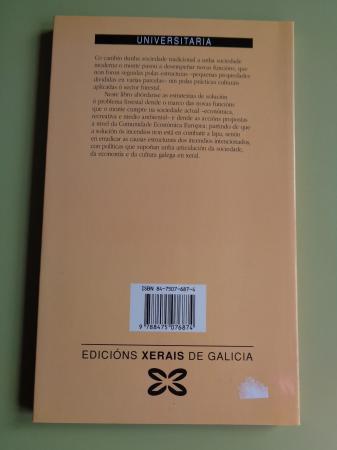 UNIVERSITARIA
Co cambio dunha sociedade tradicional a unha sociedade
moderna o monte pasou a desempeñar novas funcións, que
non foron seguidas polas estructuras -pequenas propiedades
divididas en varias parcelas- nin polas prácticas culturais
aplicadas ó sector forestal.
Neste libro abórdanse as estratexias de solución
ó problema forestal dende o marco das novas funcións
que o monte cumpre na sociedade actual -económica,
recreativa e medio ambiental- e dende as accións propostas
a nivel da Comunidade Económica Europea; partindo de que
a solución ós incendios non está en combatir a lapa, senón
en erradicar as causas estructurais dos incendios intencionados,
con políticas que supoñan unha articulación da sociedade,
da economía e da cultura galega en xeral.
ISBN 84-7507-687-4
9 788475 076874
EDICIÓNS XERAIS DE GALICIA